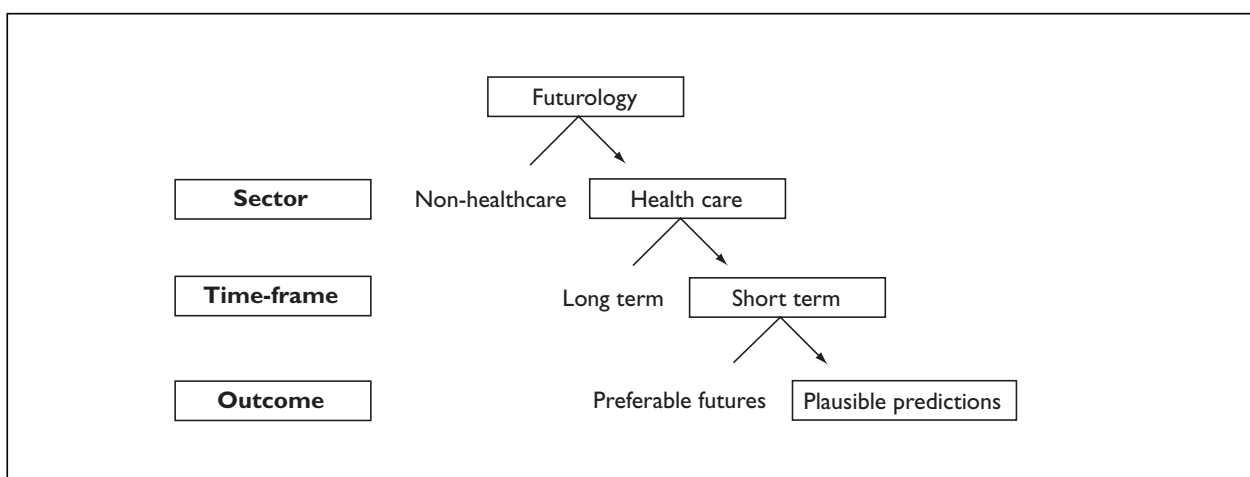 Futurology
Sector Non-healthcare Health care
Time-frame Long term Short term
Outcome Preferable futures Plausible predictions